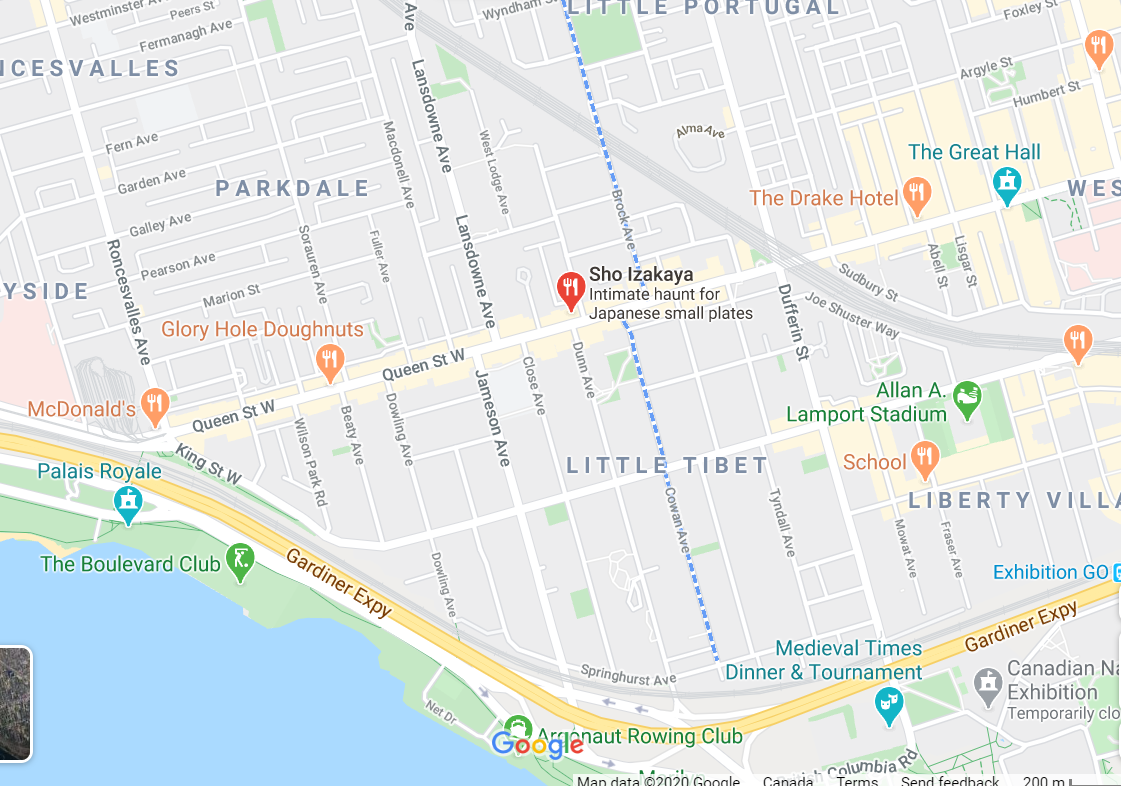 Peers St
Fermanagh Ave
Ave
Wyndham S
LITTLE PORTUGAL
Foxley St
NCESVALLES
Lansdowne Ave
Argyle St
Humbert St
Fern Ave
Macdonell Ave
West Lodge Ave
Alma Ave
The Great Hall
Garden Ave
PARKDALE
The Drake Hotel
WES
Galley Ave
Brock Ave
Roncesvalles Ave
Sorauren Ave
Fuller Ave
Lansdowne Ave
Abell St
Lisgar St
Pearson Ave
Sho Izakaya
Intimate haunt for
Japanese small plates
Sudbury St
YSIDE
Marion St
Dufferin St
Joe Shuster Way
Glory Hole Doughnuts
Queen St W
Close Ave
Dunn Ave
Jameson Ave
McDonald's
Queen St W
Beaty Ave
Dowling Ave
Allan A.
Lamport Stadium
Wilson Park Rd
King St W
Palais Royale
LITTLE TIBET
School
LIBERTY VILLA
Cowan Ave
Tyndall Ave
Mowat Ave
Fraser Ave
The Boulevard Club
Gardiner Expy
Dowling Ave
Exhibition GO
Gardiner Expy
Medieval Times
Dinner & Tournament
Springhurst Ave
Canadian Na
Exhibition
Temporarily clo
Net Dr
Argonaut Rowing Club
Google
ish Columbia Rd
Map data ©2020 Google
Canada
Terms
Send feedback
200 m